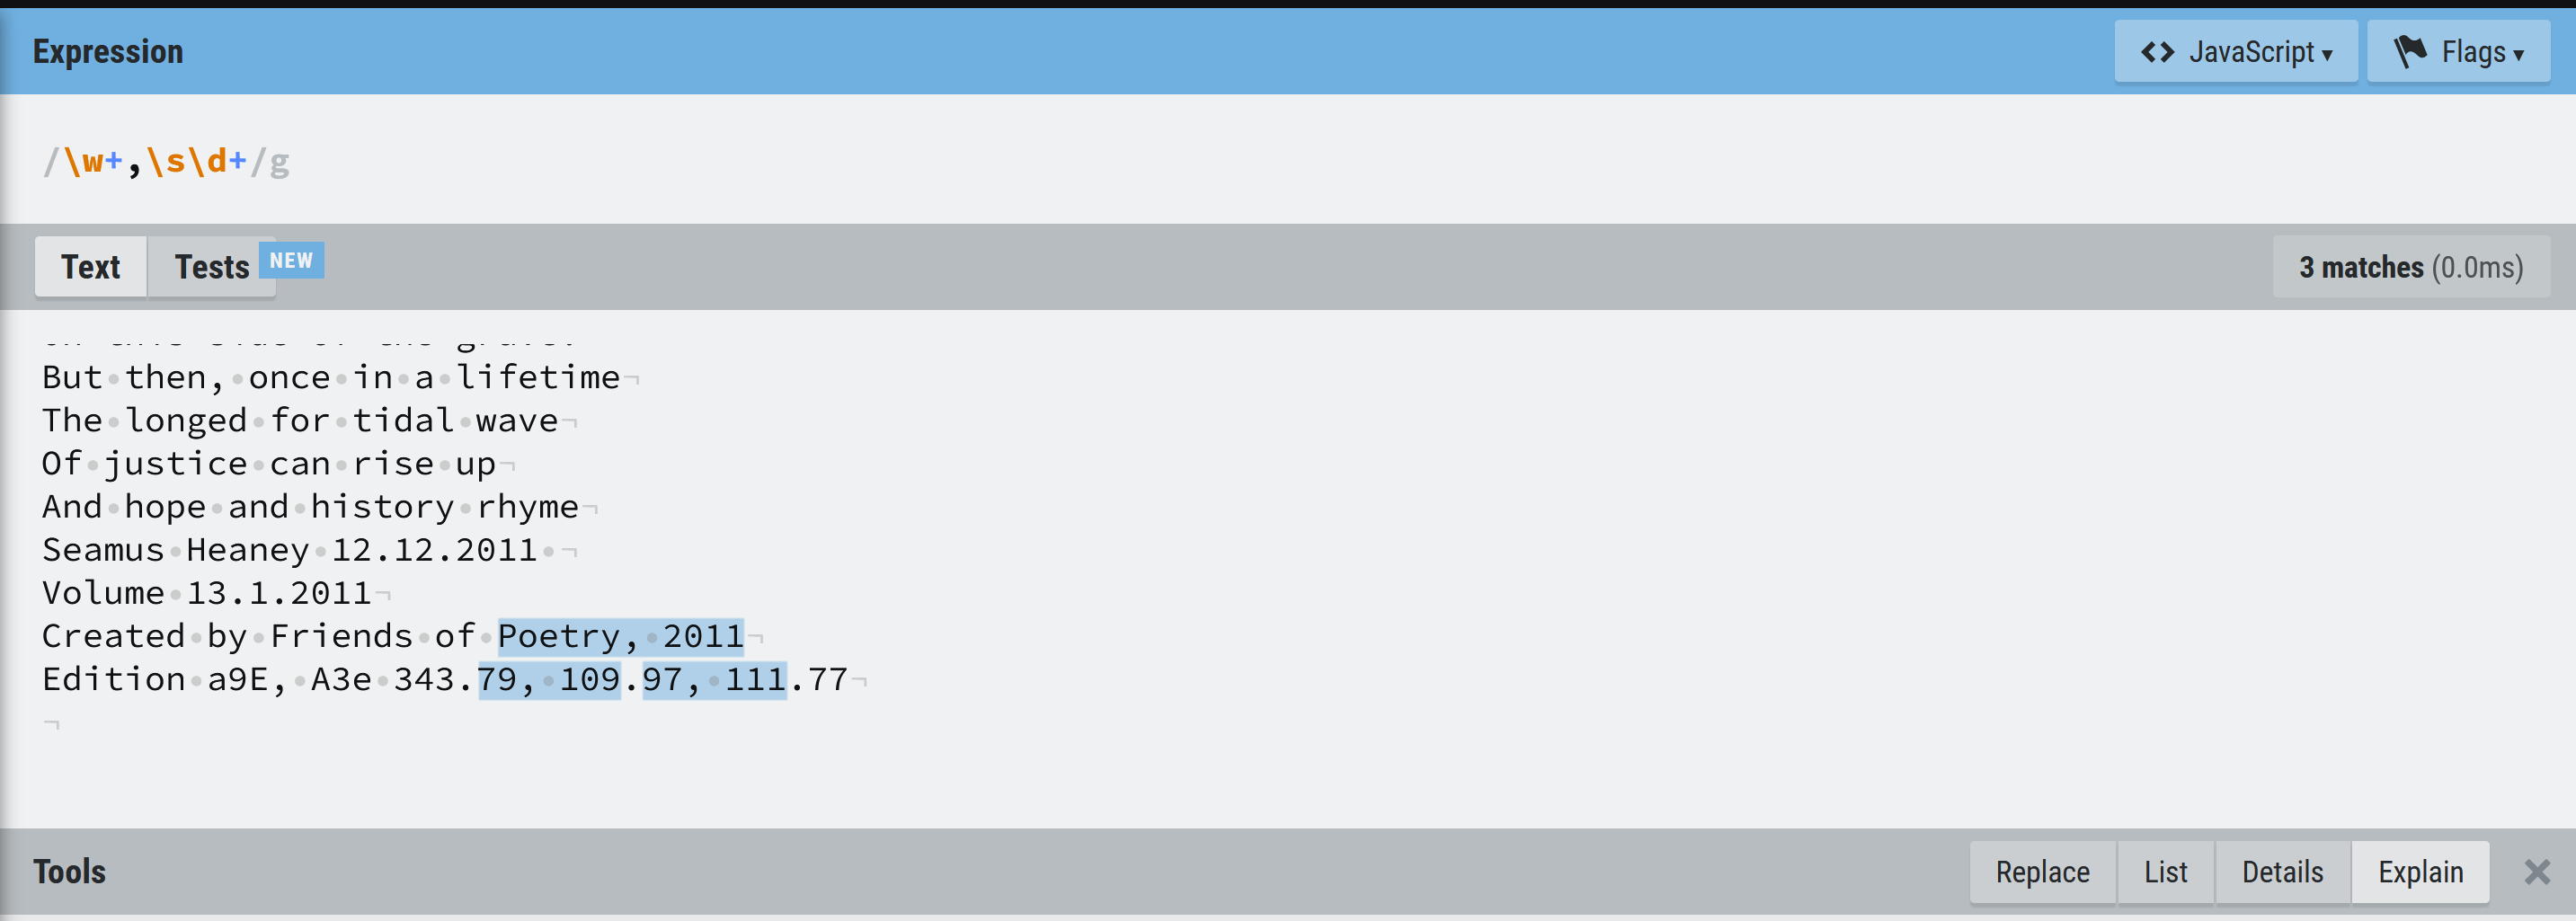 Expression
<> JavaScript ▾
Flags ▾
/\w+,\s\d+/g
Text
Tests
NEW
3 matches (0.0ms)
But then, once in a lifetime
The longed for tidal wave
Of justice can rise up
And hope and history rhyme
Seamus Heaney 12.12.2011
Volume 13.1.2011
Created by Friends of Poetry, 2011
Edition a9E, A3e 343.79, 109.97, 111.77
Tools
Replace
List
Details
Explain